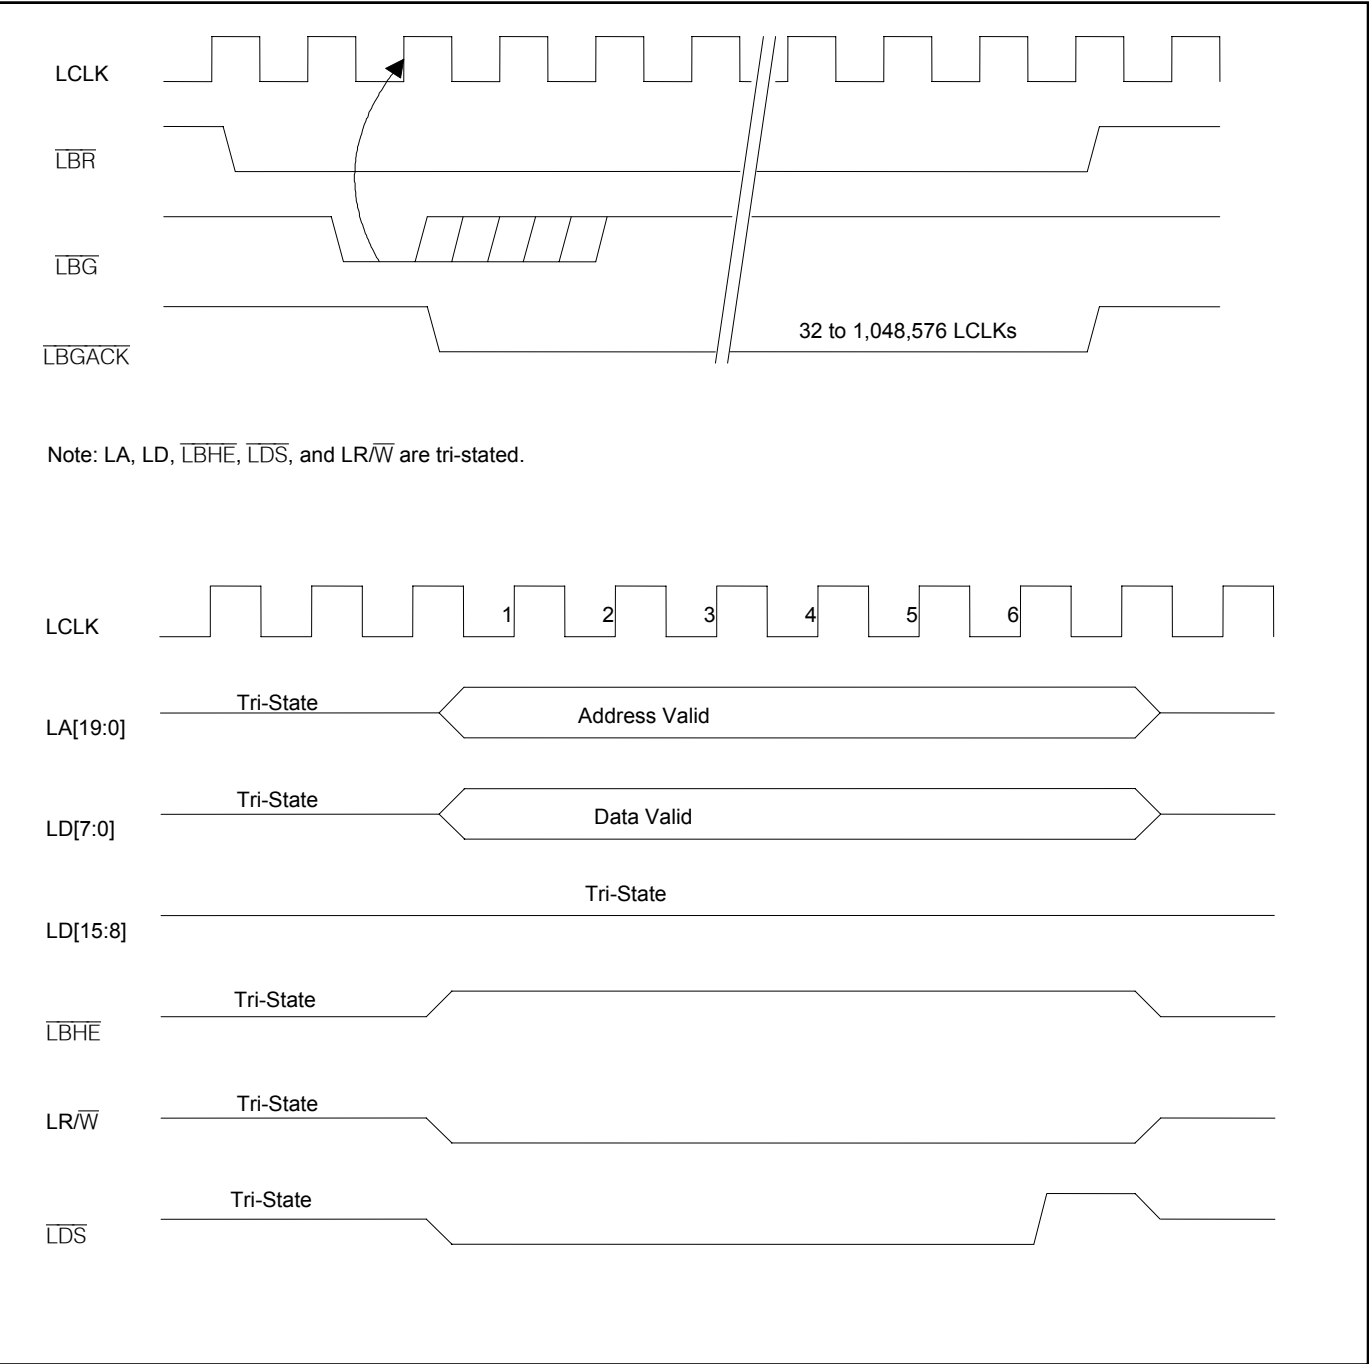 LCLK
LBR
LBG
32 to 1,048,576 LCLKs
LBGACK
Note: LA, LD, LBHE, LDS, and LR/W are tri-stated.
LCLK
1 2 3 4 5 6
Tri-State
LA[19:0]
Address Valid
Tri-State
LD[7:0]
Data Valid
Tri-State
LD[15:8]
Tri-State
LBHE
Tri-State
LR/W
Tri-State
LDS